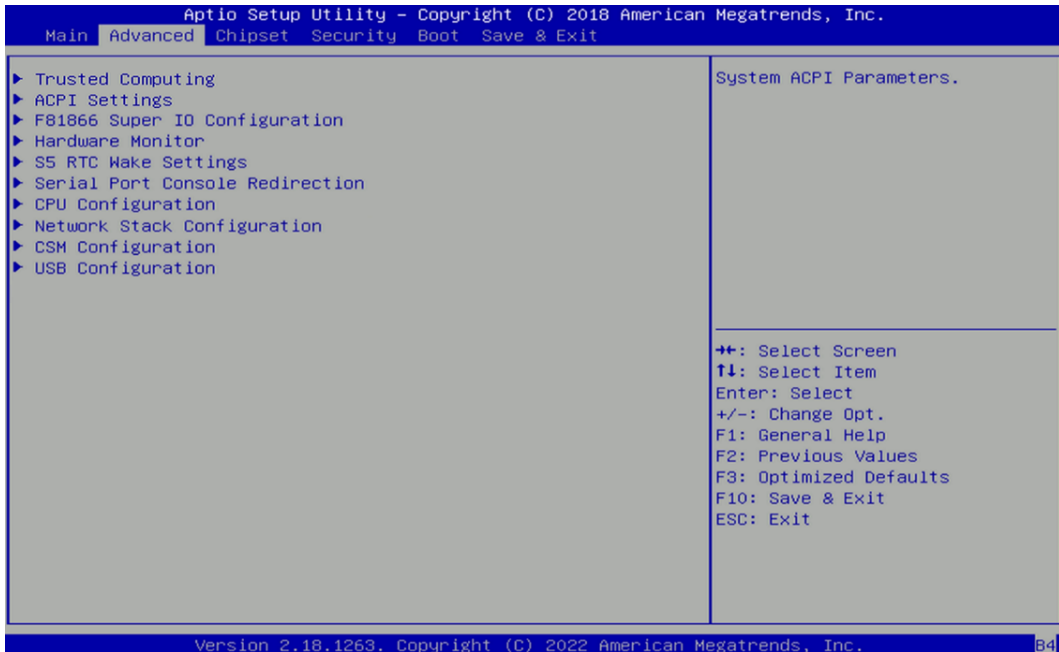 Aptio Setup Utility – Copyright (C) 2018 American Megatrends, Inc.
Main Advanced Chipset Security Boot Save & Exit
▶ Trusted Computing
▶ ACPI Settings
▶ F81866 Super IO Configuration
▶ Hardware Monitor
▶ S5 RTC Wake Settings
▶ Serial Port Console Redirection
▶ CPU Configuration
▶ Network Stack Configuration
▶ CSM Configuration
▶ USB Configuration
System ACPI Parameters.
→←: Select Screen
↑↓: Select Item
Enter: Select
+/-: Change Opt.
F1: General Help
F2: Previous Values
F3: Optimized Defaults
F10: Save & Exit
ESC: Exit
Version 2.18.1263. Copyright (C) 2022 American Megatrends, Inc.
B4